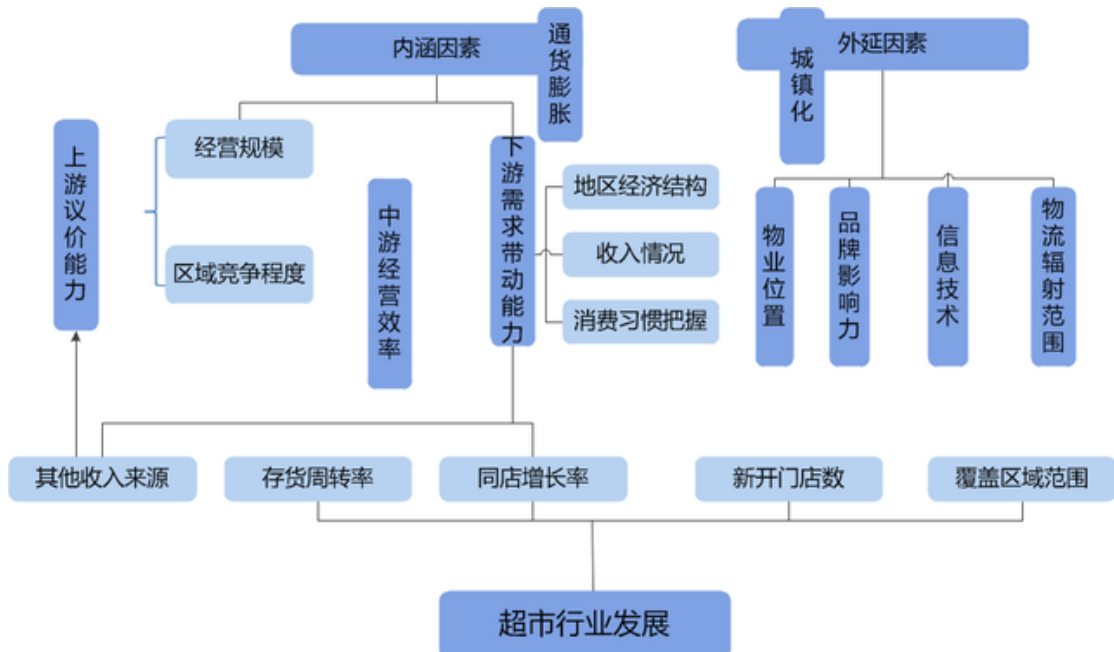 内涵因素
通货膨胀
城镇化
外延因素
上游议价能力
经营规模
区域竞争程度
中游经营效率
下游需求带动能力
地区经济结构
收入情况
消费习惯把握
物业位置
品牌影响力
信息技术
物流辐射范围
其他收入来源
存货周转率
同店增长率
新开门店数
覆盖区域范围
超市行业发展